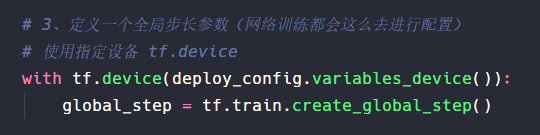 # 3、定义一个全局步长参数（网络训练都会这么去进行配置）
# 使用指定设备 tf.device
with tf.device(deploy_config.variables_device()):
    global_step = tf.train.create_global_step()